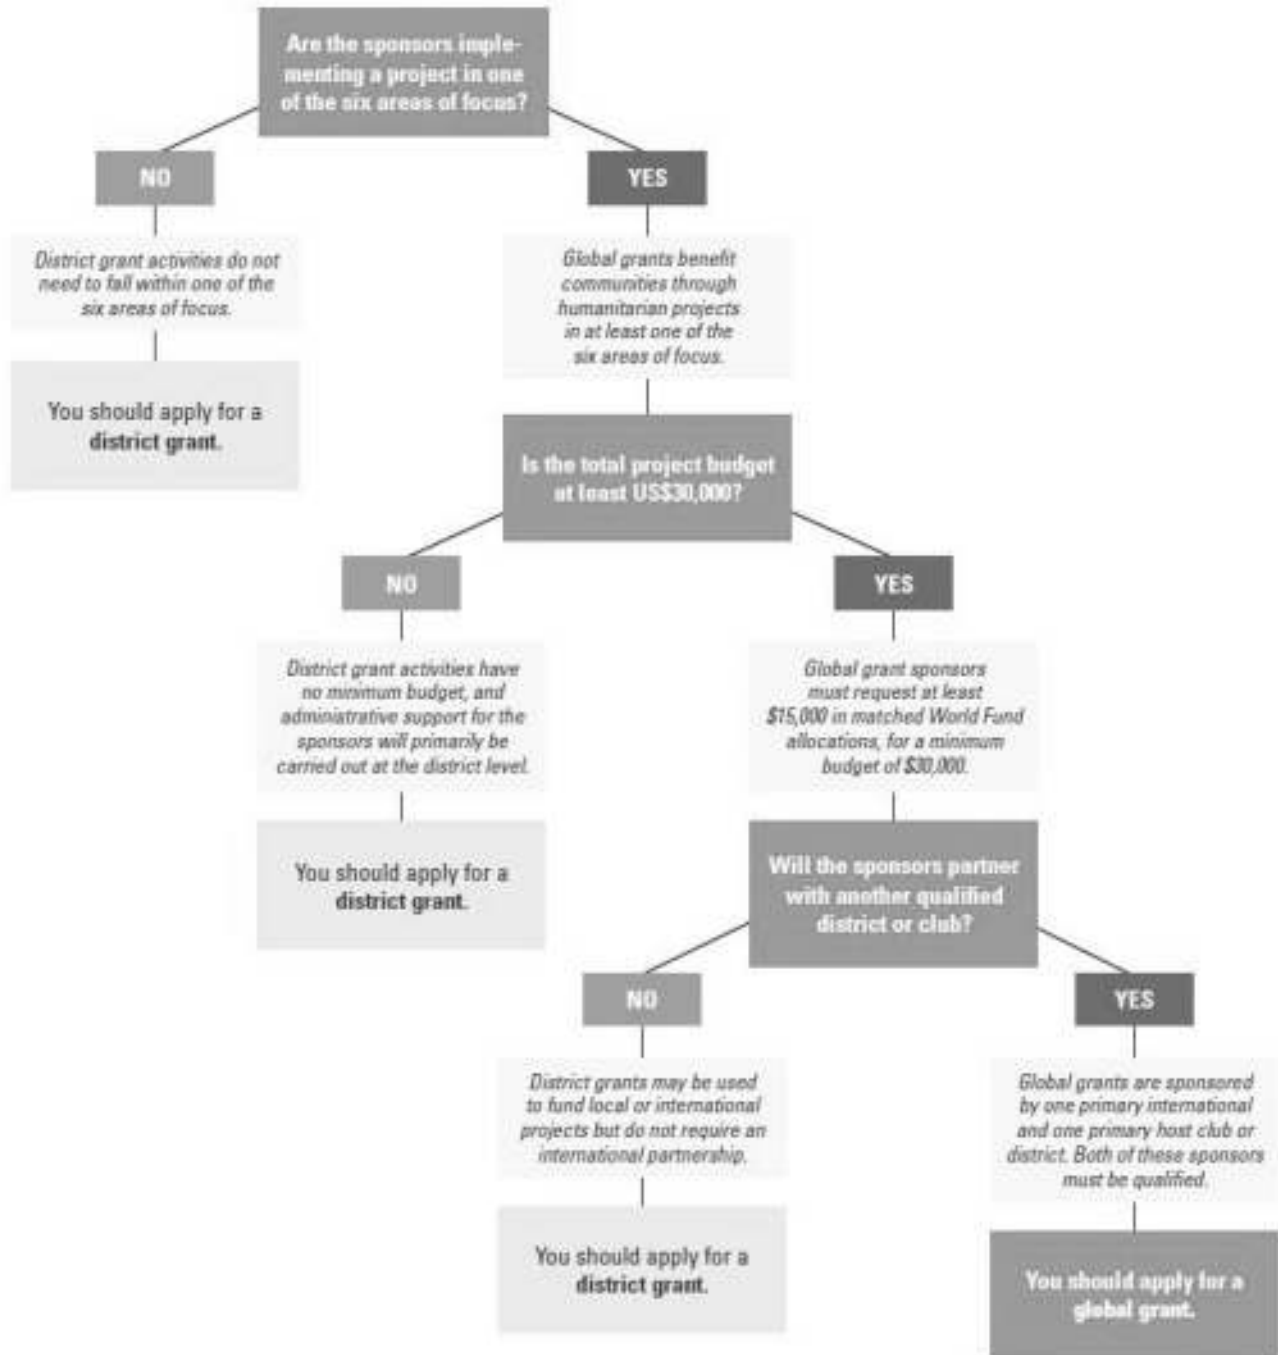 Are the sponsors imple-
menting a project in one
of the six areas of focus?
NO
YES
District grant activities do not
need to fall within one of the
six areas of focus.
Global grants benefit
communities through
humanitarian projects
in at least one of the
six areas of focus.
You should apply for a
district grant.
Is the total project budget
at least US$30,000?
NO
YES
District grant activities have
no minimum budget, and
administrative support for the
sponsors will primarily be
carried out at the district level.
Global grant sponsors
must request at least
$15,000 in matched World Fund
allocations, for a minimum
budget of $30,000.
You should apply for a
district grant.
Will the sponsors partner
with another qualified
district or club?
NO
YES
District grants may be used
to fund local or international
projects but do not require an
international partnership.
Global grants are sponsored
by one primary international
and one primary host club or
district. Both of these sponsors
must be qualified.
You should apply for a
district grant.
You should apply for a
global grant.